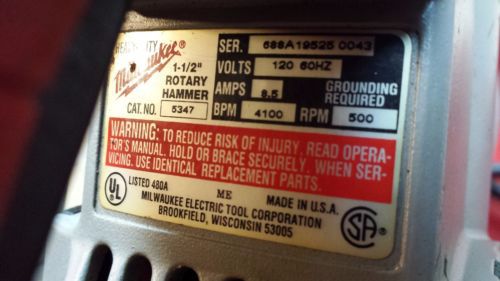 HEAVY DUTY
Milwaukee®
1-1/2"
ROTARY
HAMMER
CAT. NO. 5347
SER. 688A19525 0043
VOLTS 120 60HZ
AMPS 8.5 GROUNDING REQUIRED
BPM 4100 RPM 500
WARNING: TO REDUCE RISK OF INJURY. READ OPERA-
TOR'S MANUAL. HOLD OR BRACE SECURELY. WHEN SER-
VICING. USE IDENTICAL REPLACEMENT PARTS.
UL LISTED 480A ME MADE IN U.S.A.
MILWAUKEE ELECTRIC TOOL CORPORATION
BROOKFIELD, WISCONSIN 53005
SA